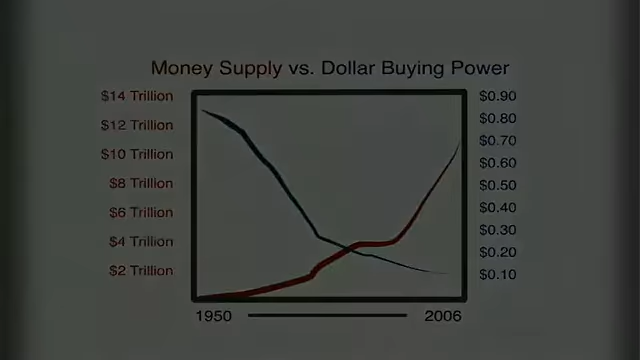 Money Supply vs. Dollar Buying Power
$14 Trillion
$12 Trillion
$10 Trillion
$8 Trillion
$6 Trillion
$4 Trillion
$2 Trillion
$0.90
$0.80
$0.70
$0.60
$0.50
$0.40
$0.30
$0.20
$0.10
1950
2006